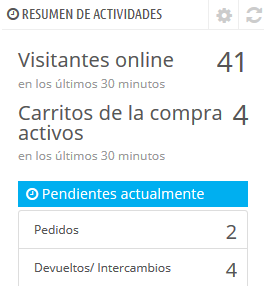 RESUMEN DE ACTIVIDADES
Visitantes online 41
en los últimos 30 minutos
Carritos de la compra 4
activos
en los últimos 30 minutos
Pendientes actualmente
Pedidos 2
Devueltos/ Intercambios 4